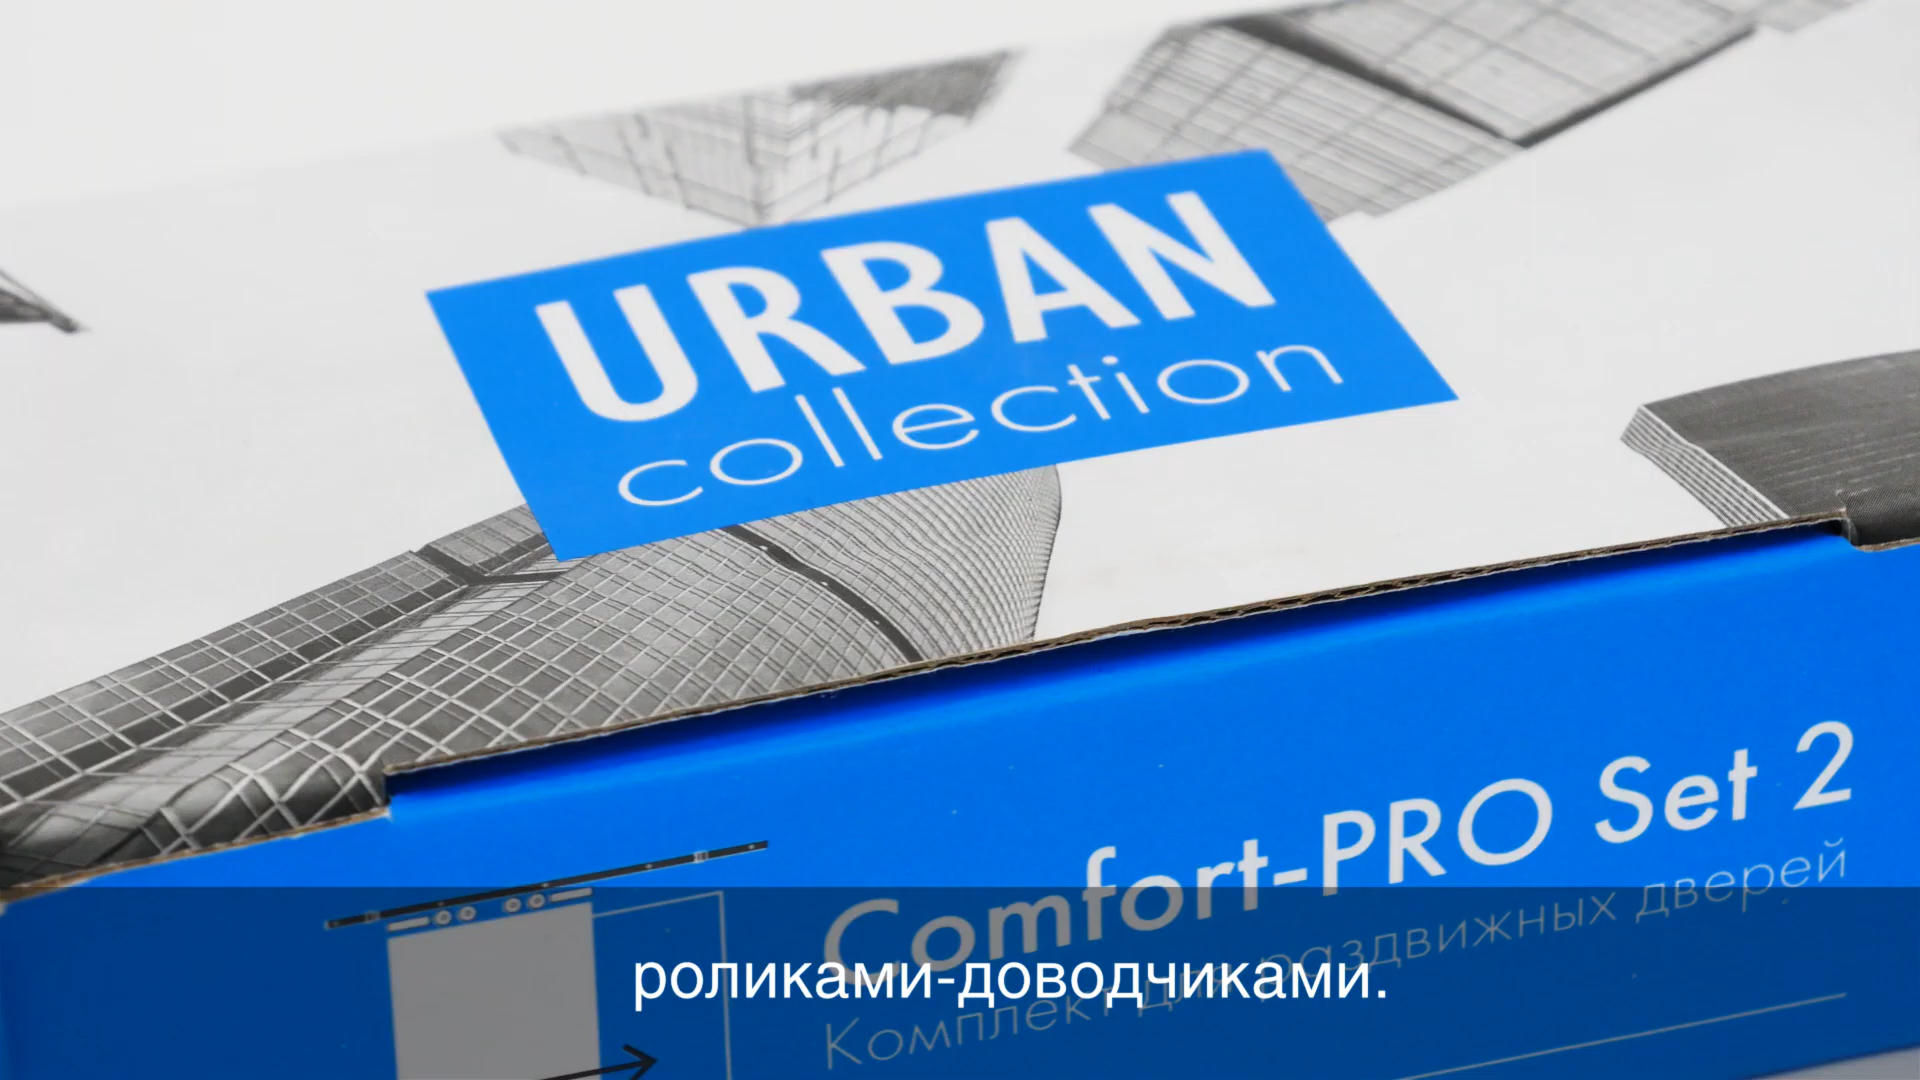 URBAN
collection
Comfort-PRO Set 2
Комплект для раздвижных дверей
роликами-доводчиками.